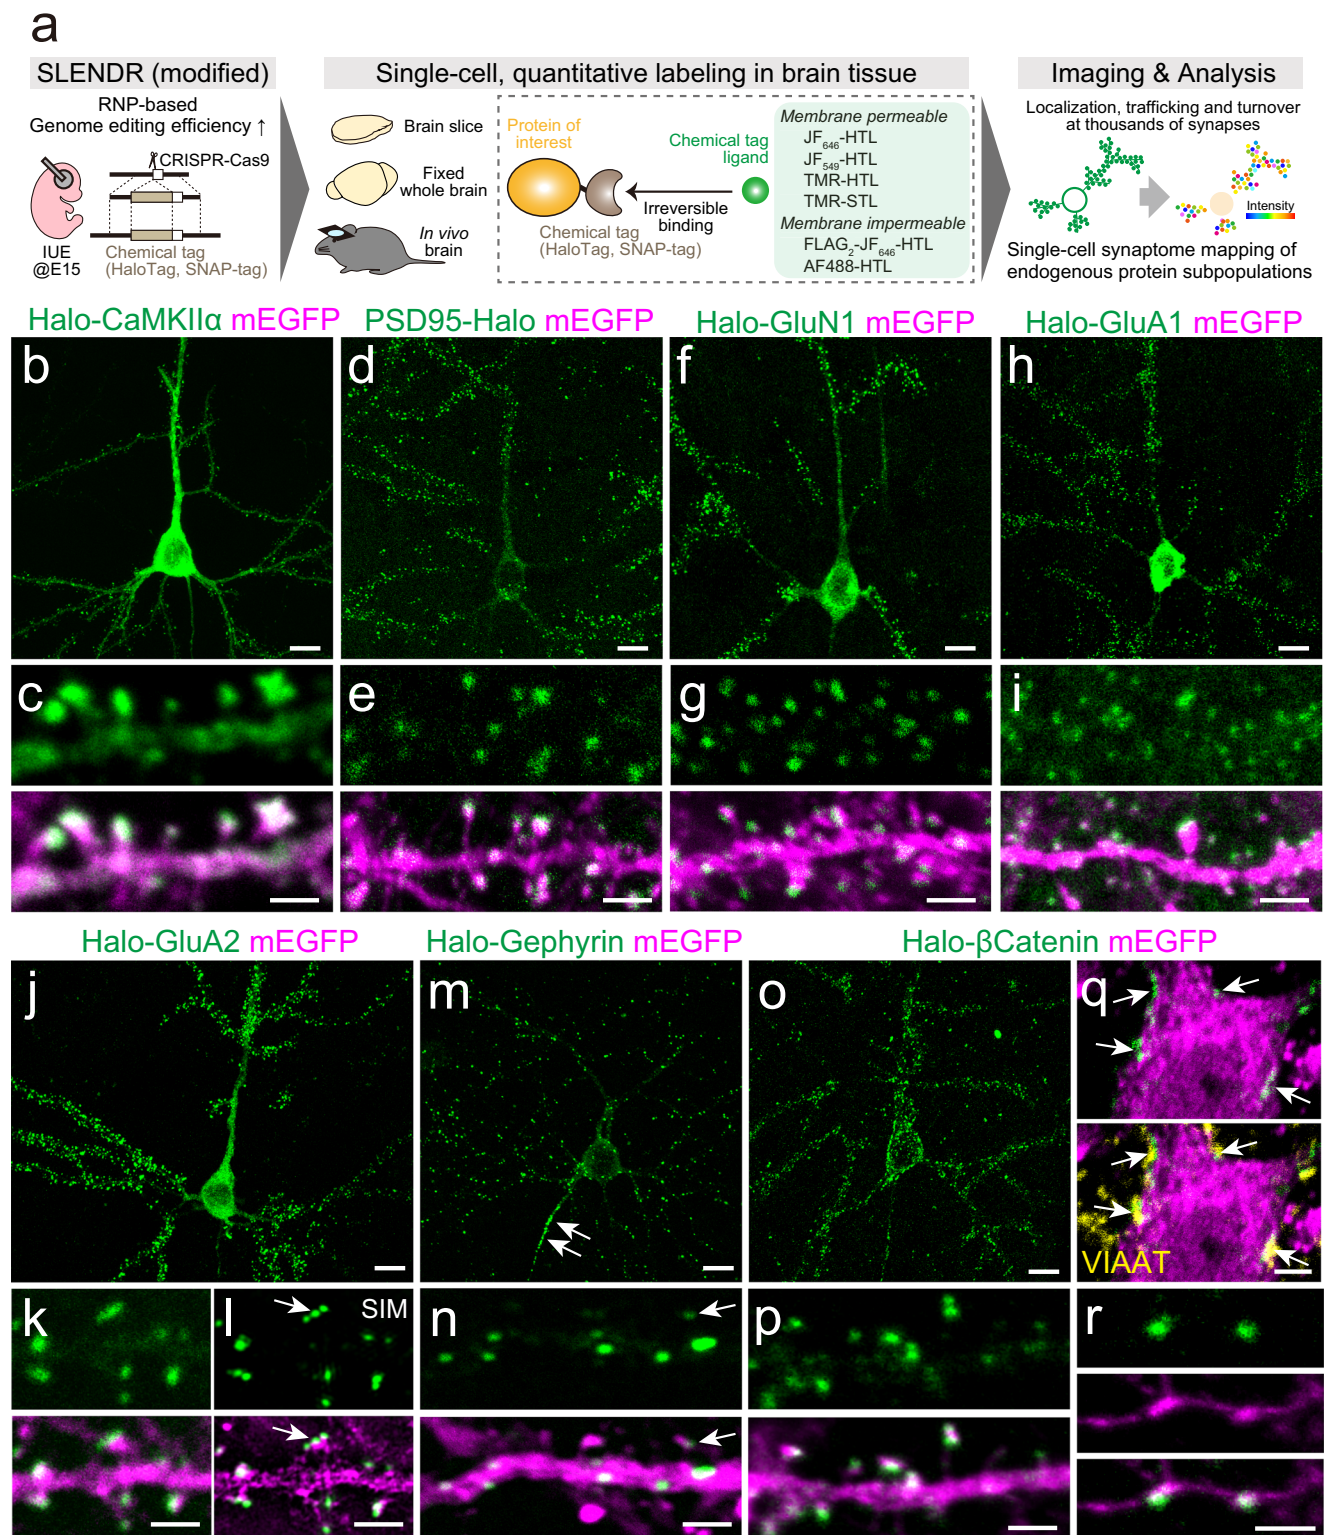 a
SLENDR (modified)
Single-cell, quantitative labeling in brain tissue
Imaging & Analysis
RNP-based
Genome editing efficiency ↑
CRISPR-Cas9
IUE
@E15
Chemical tag
(HaloTag, SNAP-tag)
Brain slice
Fixed
whole brain
In vivo
brain
Protein of
interest
Chemical tag
(HaloTag, SNAP-tag)
Irreversible
binding
Chemical tag
ligand
Membrane permeable
JF646-HTL
JF549-HTL
TMR-HTL
TMR-STL
Membrane impermeable
FLAG2-JF646-HTL
AF488-HTL
Localization, trafficking and turnover
at thousands of synapses
Intensity
Single-cell synaptome mapping of
endogenous protein subpopulations
Halo-CaMKIIα mEGFP
PSD95-Halo mEGFP
Halo-GluN1 mEGFP
Halo-GluA1 mEGFP
b
d
f
h
c
e
g
i
Halo-GluA2 mEGFP
Halo-Gephyrin mEGFP
Halo-βCatenin mEGFP
j
m
o
q
VIAAT
k
l
SIM
n
p
r